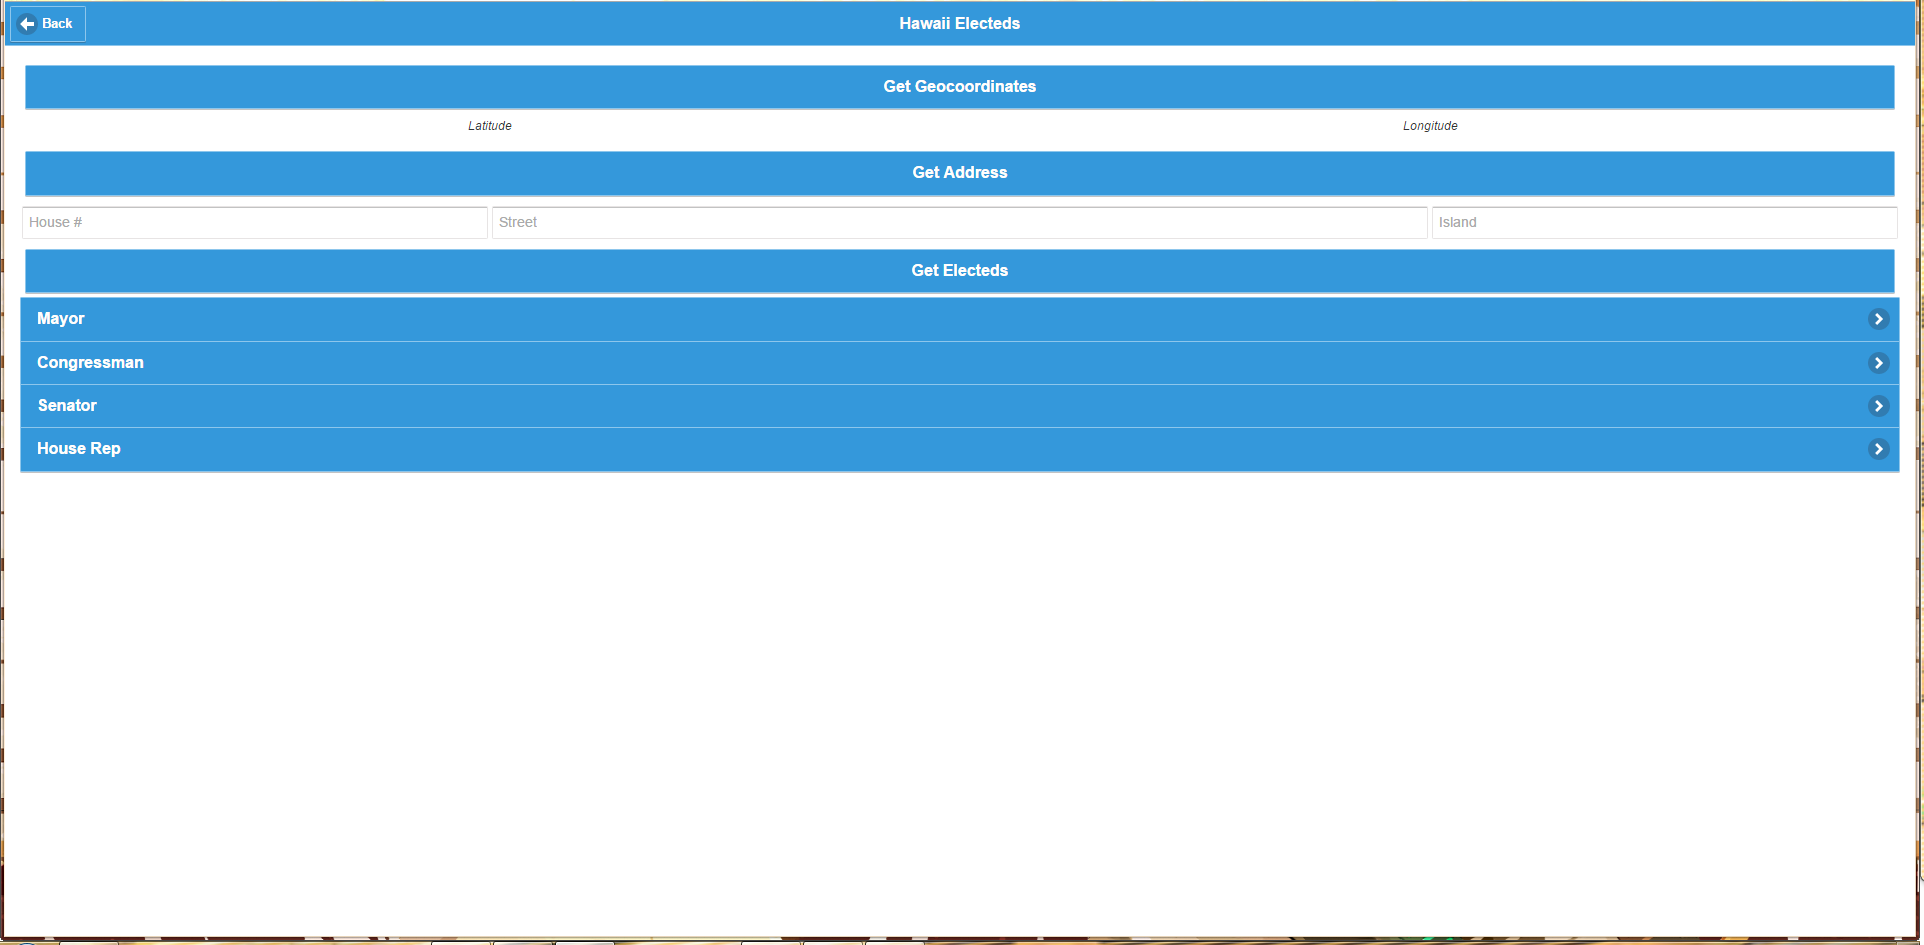 Back
Hawaii Electeds
Get Geocoordinates
Latitude
Longitude
Get Address
House #
Street
Island
Get Electeds
Mayor
Congressman
Senator
House Rep